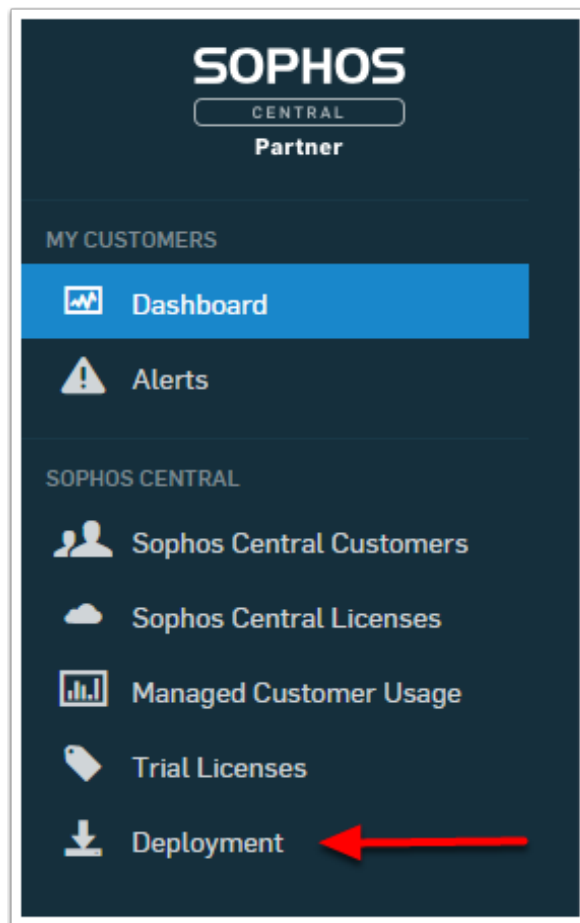 SOPHOS
CENTRAL
Partner
MY CUSTOMERS
Dashboard
Alerts
SOPHOS CENTRAL
Sophos Central Customers
Sophos Central Licenses
Managed Customer Usage
Trial Licenses
Deployment